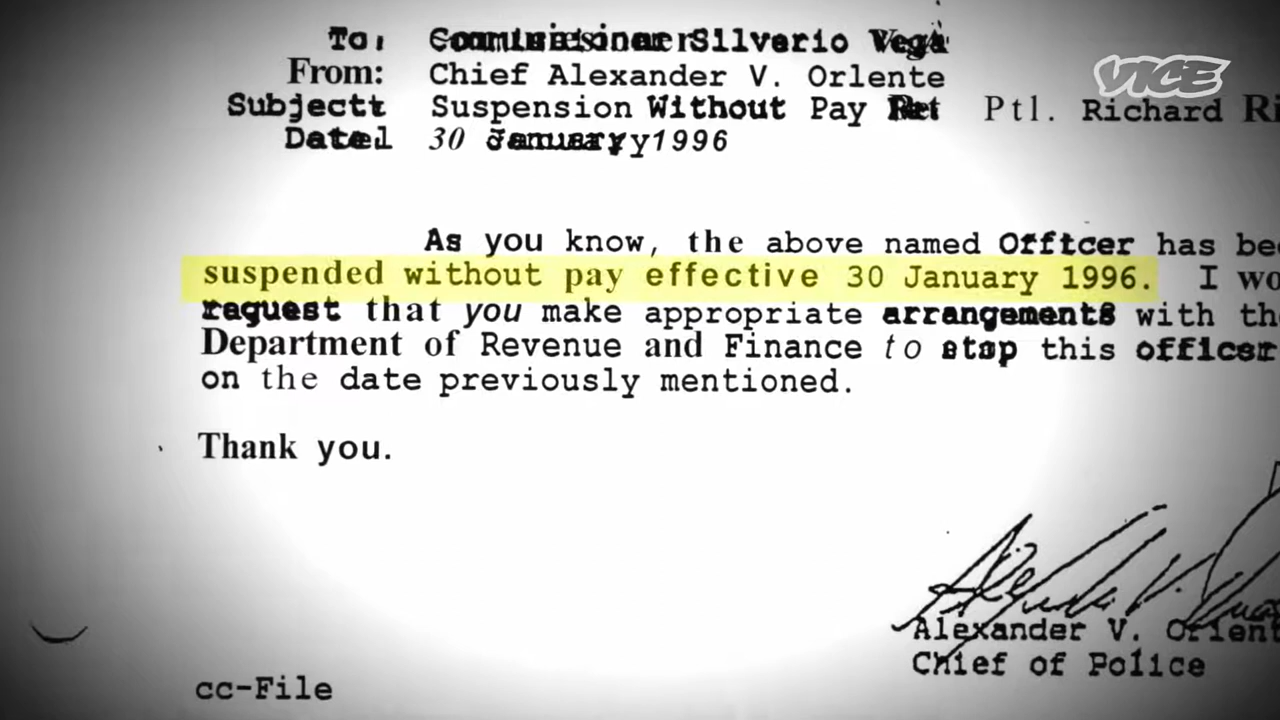 VICE
To: Commissioner Silverio Vega
From: Chief Alexander V. Orlente
Subject: Suspension Without Pay Ptl. Richard
Date: 30 January 1996
As you know, the above named Officer has
suspended without pay effective 30 January 1996. I
request that you make appropriate arrangements with
Department of Revenue and Finance to stop this officer
on the date previously mentioned.
Thank you.
Alexander V.
Chief of Police
cc-File